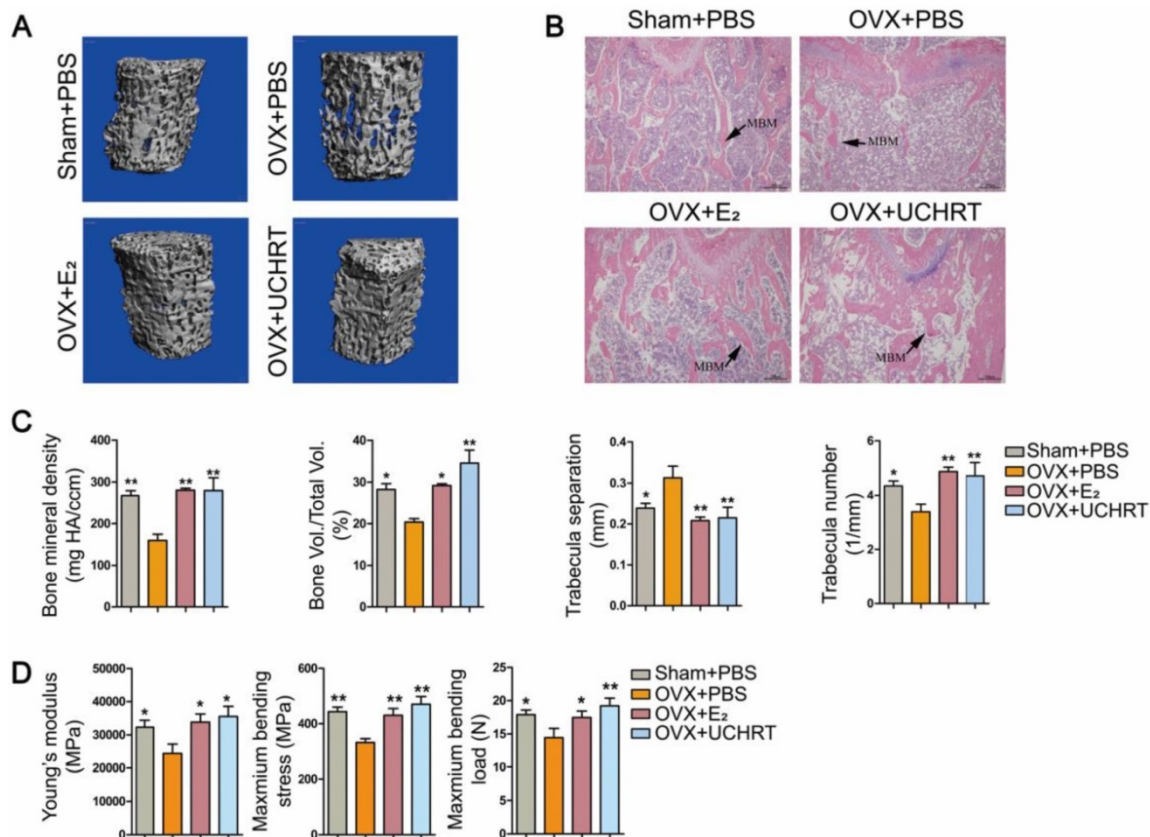 A
Sham+PBS
OVX+PBS
OVX+E₂
OVX+UCHRT
B
Sham+PBS
OVX+PBS
MBM
MBM
OVX+E₂
OVX+UCHRT
MBM
MBM
C
Bone mineral density
(mg HA/ccm)
400
300
200
100
0
**
**
**
Bone Vol./Total Vol.
(%)
40
30
20
10
0
*
*
**
Trabecula separation
(mm)
0.4
0.3
0.2
0.1
0.0
*
**
**
Trabecula number
(1/mm)
6
4
2
0
*
**
**
Sham+PBS
OVX+PBS
OVX+E₂
OVX+UCHRT
D
Young's modulus
(MPa)
50000
40000
30000
20000
10000
0
*
*
*
Maxmium bending
stress (MPa)
600
400
200
0
**
**
**
Maxmium bending
load (N)
25
20
15
10
5
0
*
*
**
Sham+PBS
OVX+PBS
OVX+E₂
OVX+UCHRT